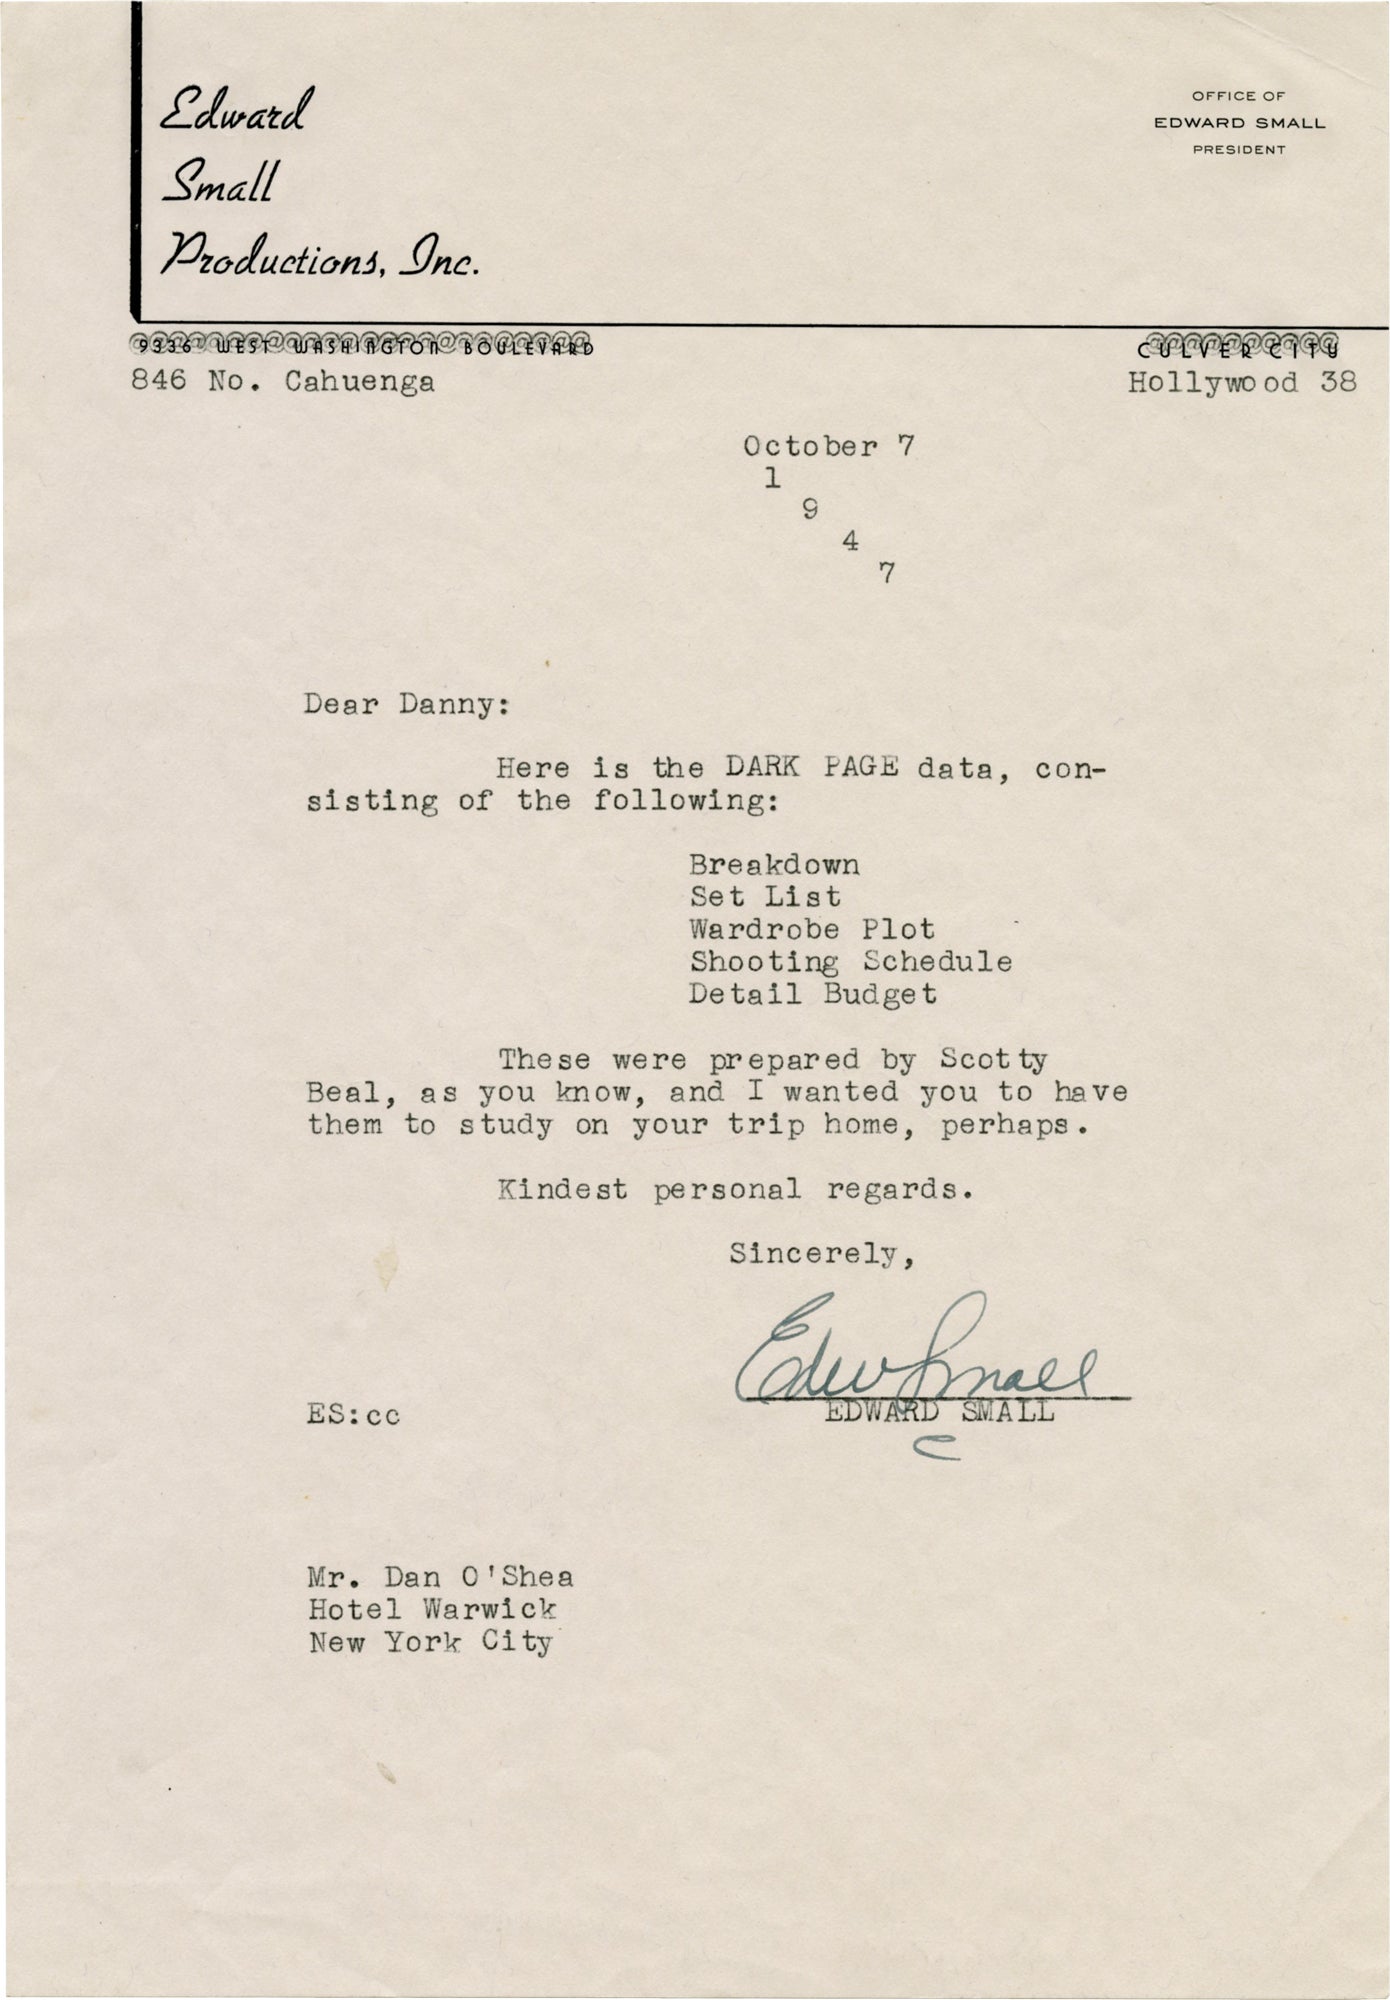 Edward
Small
Productions, Inc.
OFFICE OF
EDWARD SMALL
PRESIDENT
9336 WEST WASHINGTON BOULEVARD
CULVER CITY
846 No. Cahuenga
Hollywood 38
October 7
1
9
4
7
Dear Danny:
Here is the DARK PAGE data, con-
sisting of the following:
Breakdown
Set List
Wardrobe Plot
Shooting Schedule
Detail Budget
These were prepared by Scotty
Beal, as you know, and I wanted you to have
them to study on your trip home, perhaps.
Kindest personal regards.
Sincerely,
Edw Small
EDWARD SMALL
c
ES:cc
Mr. Dan O'Shea
Hotel Warwick
New York City